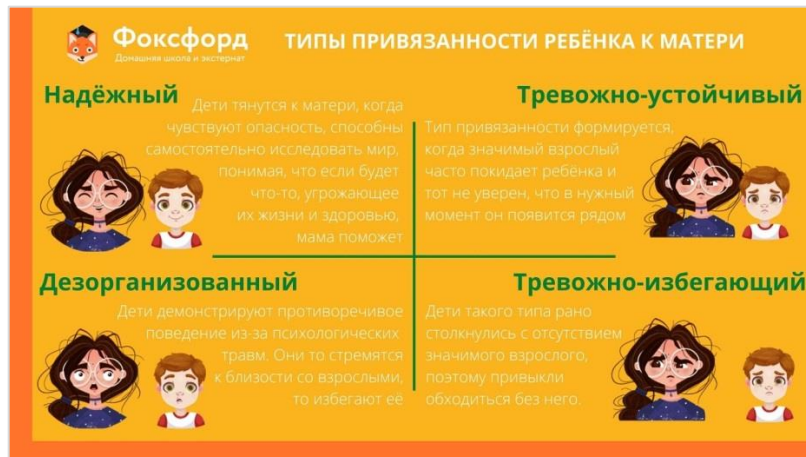 Фоксфорд
Домашняя школа и экстернат
ТИПЫ ПРИВЯЗАННОСТИ РЕБЁНКА К МАТЕРИ
Надёжный
Дети тянутся к матери, когда
чувствуют опасность, способны
самостоятельно исследовать мир,
понимая, что если будет
что-то, угрожающее
их жизни и здоровью,
мама поможет
Тревожно-устойчивый
Тип привязанности формируется,
когда значимый взрослый
часто покидает ребёнка и
тот не уверен, что в нужный
момент он появится рядом
Дезорганизованный
Дети демонстрируют противоречивое
поведение из-за психологических
травм. Они то стремятся
к близости со взрослыми,
то избегают её
Тревожно-избегающий
Дети такого типа рано
столкнулись с отсутствием
значимого взрослого,
поэтому привыкли
обходиться без него.